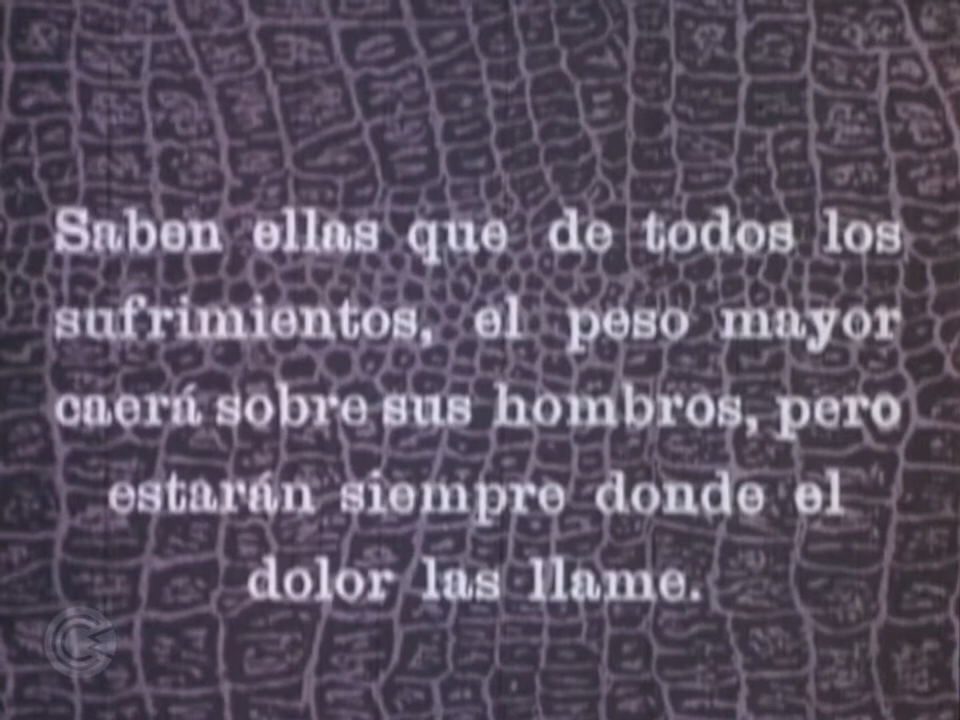 Saben ellas que de todos los
sufrimientos, el peso mayor
caerá sobre sus hombros, pero
estarán siempre donde el
dolor las llame.